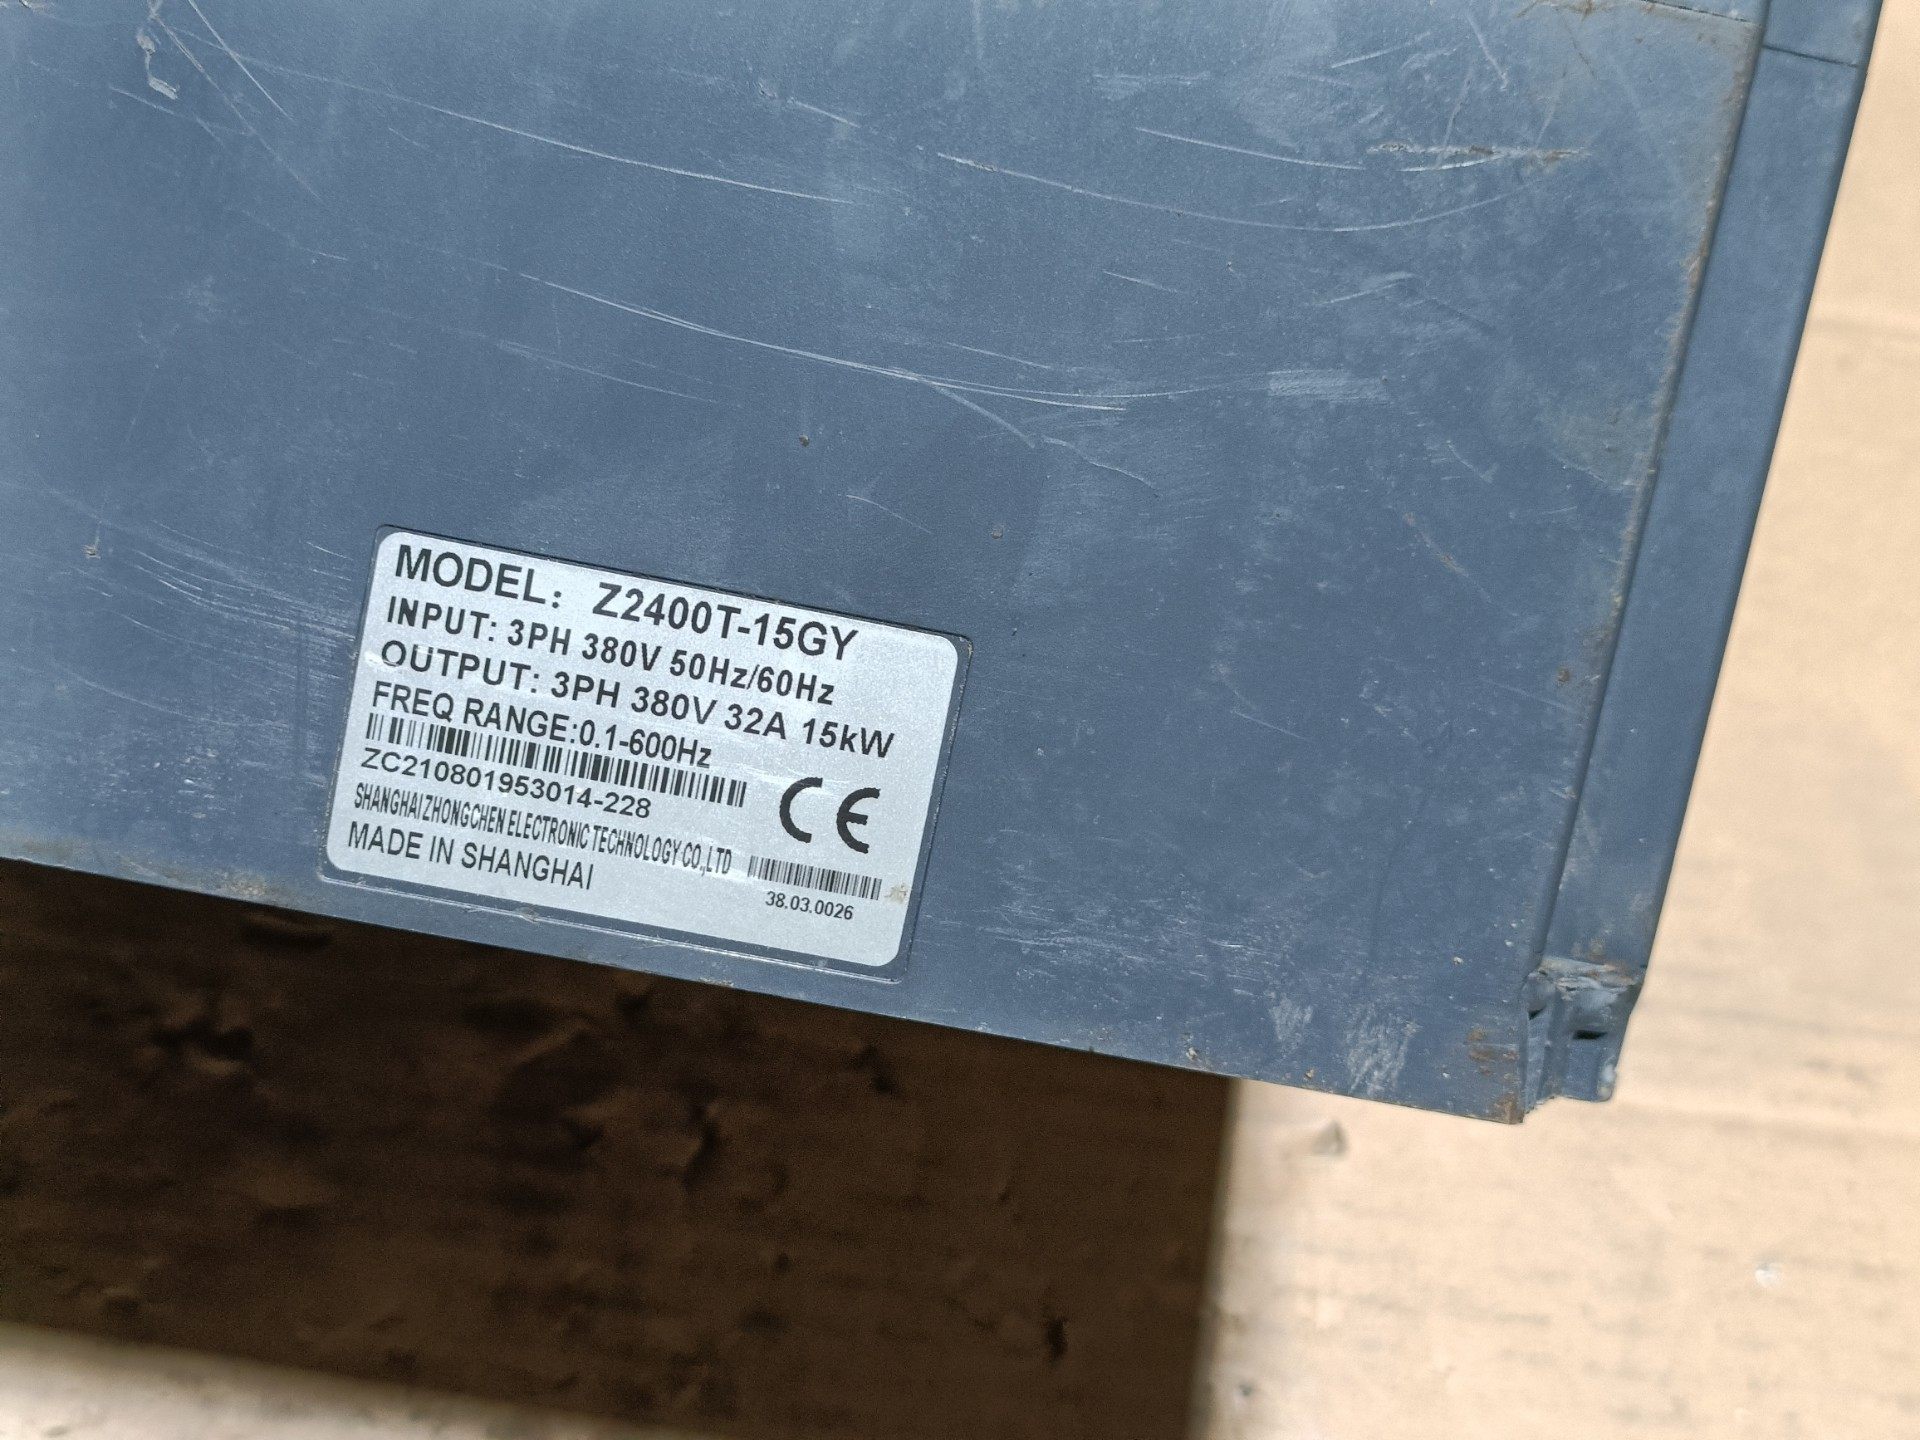 MODEL: Z2400T-15GY
INPUT: 3PH 380V 50Hz/60Hz
OUTPUT: 3PH 380V 32A 15kW
FREQ RANGE:0.1-600Hz
ZC210801953014-228
SHANGHAIZHONGCHEN ELECTRONIC TECHNOLOGY CO.,LTD
MADE IN SHANGHAI
CE
38.03.0026